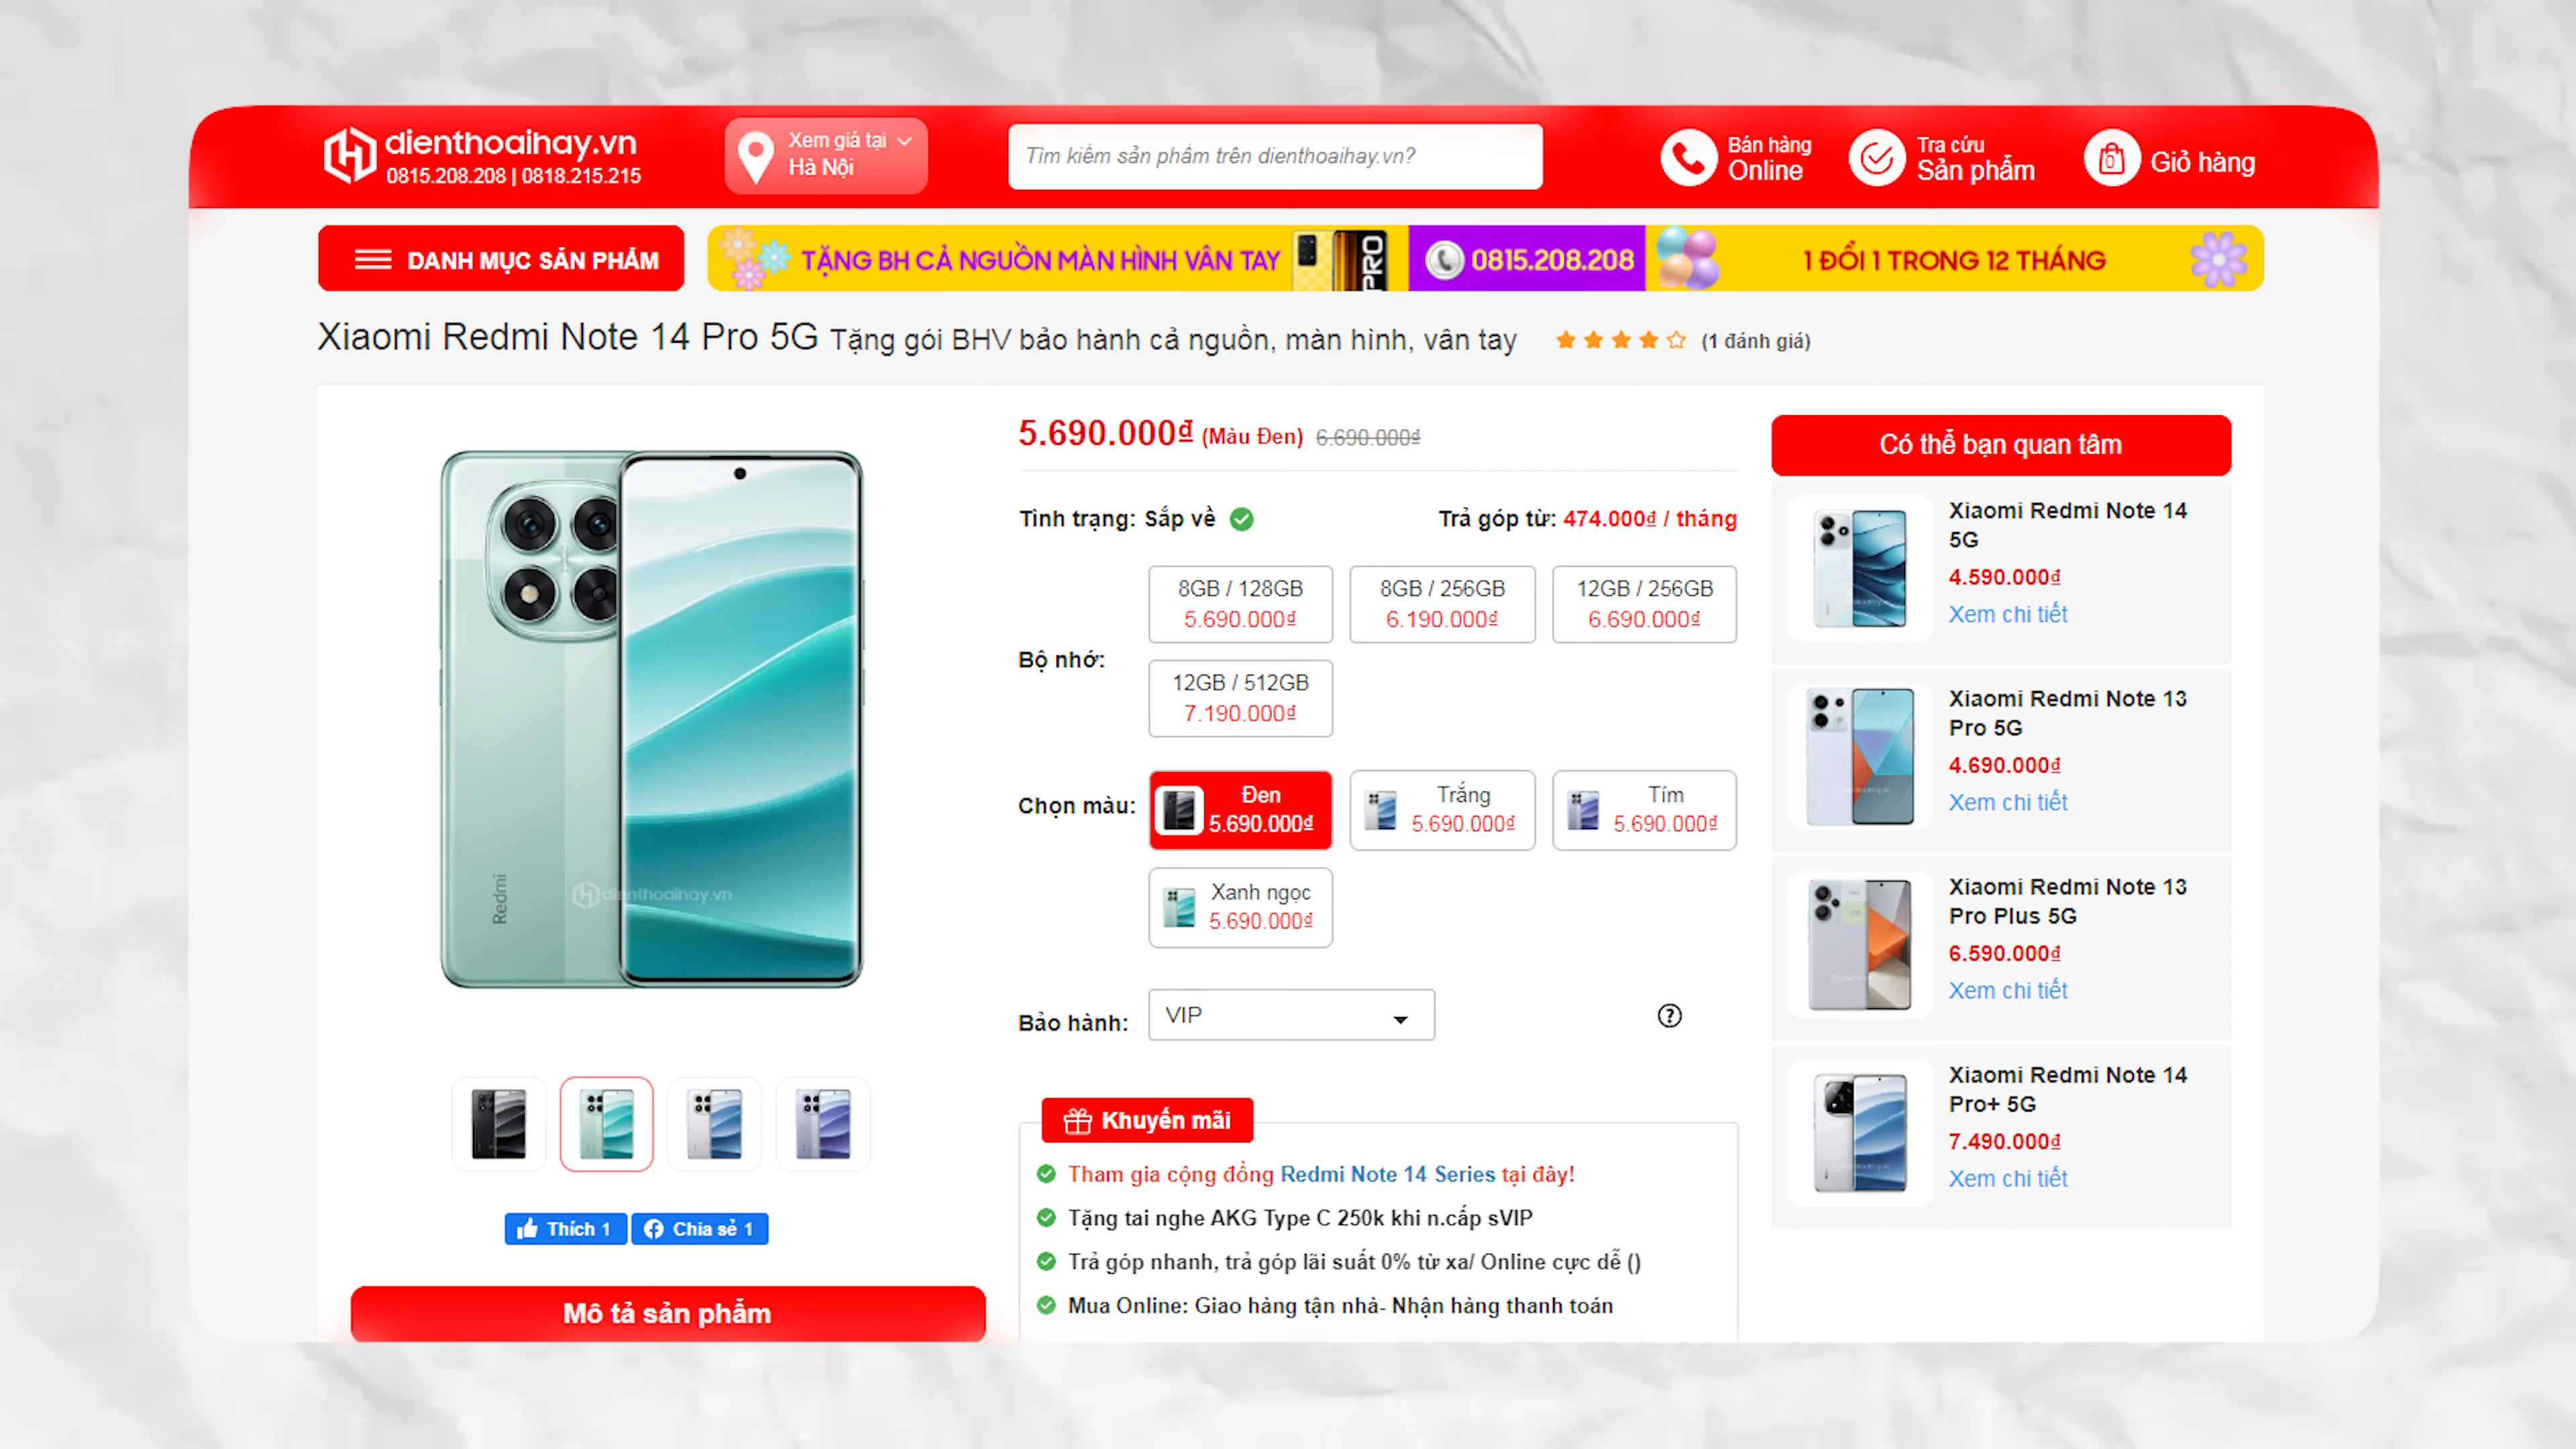 dienthoaihay.vn
0815.208.208 | 0818.215.215
Xem giá tại
Hà Nội
Tìm kiếm sản phẩm trên dienthoaihay.vn?
Bán hàng
Online
Tra cứu
Sản phẩm
0
Giỏ hàng
DANH MỤC SẢN PHẨM
TẶNG BH CẢ NGUỒN MÀN HÌNH VÂN TAY
PRO
0815.208.208
1 ĐỔI 1 TRONG 12 THÁNG
Xiaomi Redmi Note 14 Pro 5G Tặng gói BHV bảo hành cả nguồn, màn hình, vân tay
(1 đánh giá)
Redmi
dienthoaihay.vn
Thích 1
Chia sẻ 1
Mô tả sản phẩm
5.690.000₫ (Màu Đen) 6.690.000₫
Tình trạng: Sắp về
Trả góp từ: 474.000₫ / tháng
Bộ nhớ:
8GB / 128GB
5.690.000₫
8GB / 256GB
6.190.000₫
12GB / 256GB
6.690.000₫
12GB / 512GB
7.190.000₫
Chọn màu:
Đen
5.690.000₫
Trắng
5.690.000₫
Tím
5.690.000₫
Xanh ngọc
5.690.000₫
Bảo hành:
VIP
?
Khuyến mãi
Tham gia cộng đồng Redmi Note 14 Series tại đây!
Tặng tai nghe AKG Type C 250k khi n.cấp sVIP
Trả góp nhanh, trả góp lãi suất 0% từ xa/ Online cực dễ ()
Mua Online: Giao hàng tận nhà- Nhận hàng thanh toán
Có thể bạn quan tâm
Xiaomi Redmi Note 14
5G
4.590.000₫
Xem chi tiết
Xiaomi Redmi Note 13
Pro 5G
4.690.000₫
Xem chi tiết
Xiaomi Redmi Note 13
Pro Plus 5G
6.590.000₫
Xem chi tiết
Xiaomi Redmi Note 14
Pro+ 5G
7.490.000₫
Xem chi tiết